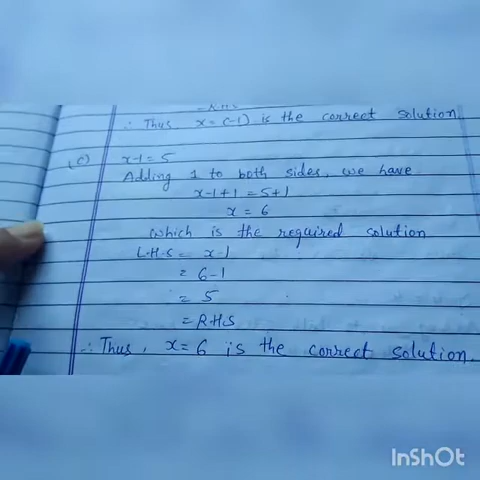 = R.H.S
∴ Thus x = (-1) is the correct solution.
(c) x-1 = 5
Adding 1 to both sides, we have
x-1+1 = 5+1
x = 6
which is the required solution
L.H.S = x-1
= 6-1
= 5
= R.H.S
∴ Thus, x=6 is the correct solution.
InShOt